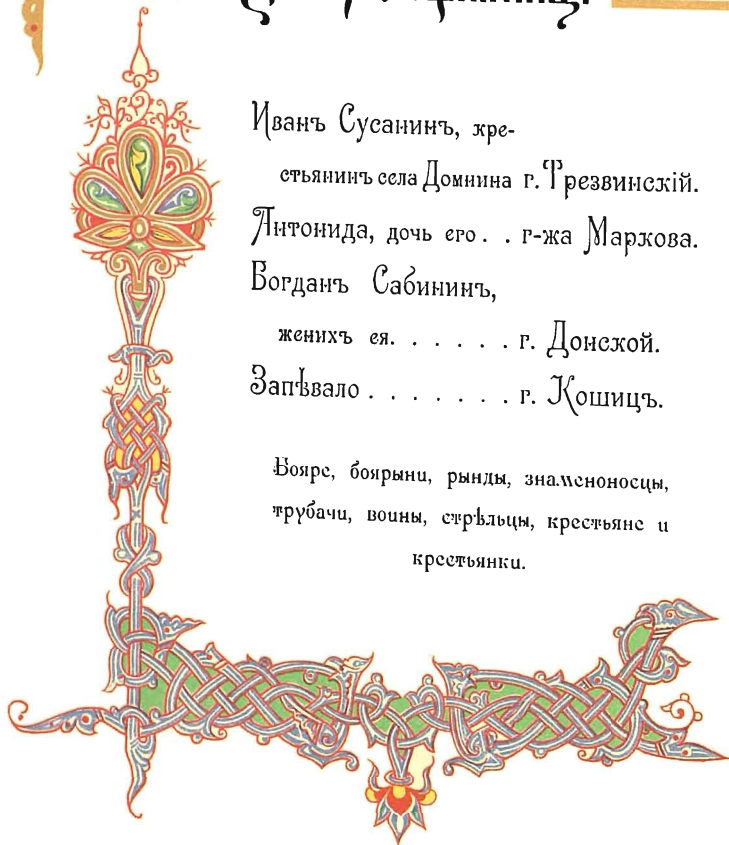 Иванъ Сусанинъ, кре-
стьянинъ села Домнина г. Трезвинскій.
Антонида, дочь его . . г-жа Маркова.
Богданъ Сабининъ,
женихъ ея. . . . . . . г. Донской.
Запѣвало . . . . . . . г. Кошицъ.
Бояре, боярыни, рынды, знаменоносцы,
трубачи, воины, стрѣльцы, крестьяне и
крестьянки.